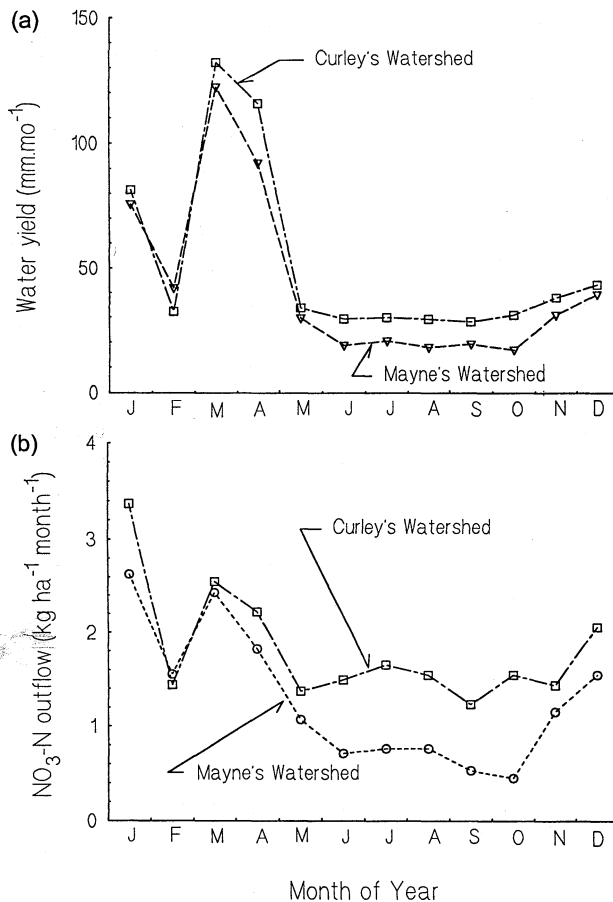 (a)
150
100
50
0
Water yield (mm.mo⁻¹)
Curley's Watershed
Mayne's Watershed
J F M A M J J A S O N D
(b)
4
3
2
1
0
NO₃-N outflow (kg ha⁻¹ month⁻¹)
Curley's Watershed
Mayne's Watershed
J F M A M J J A S O N D
Month of Year